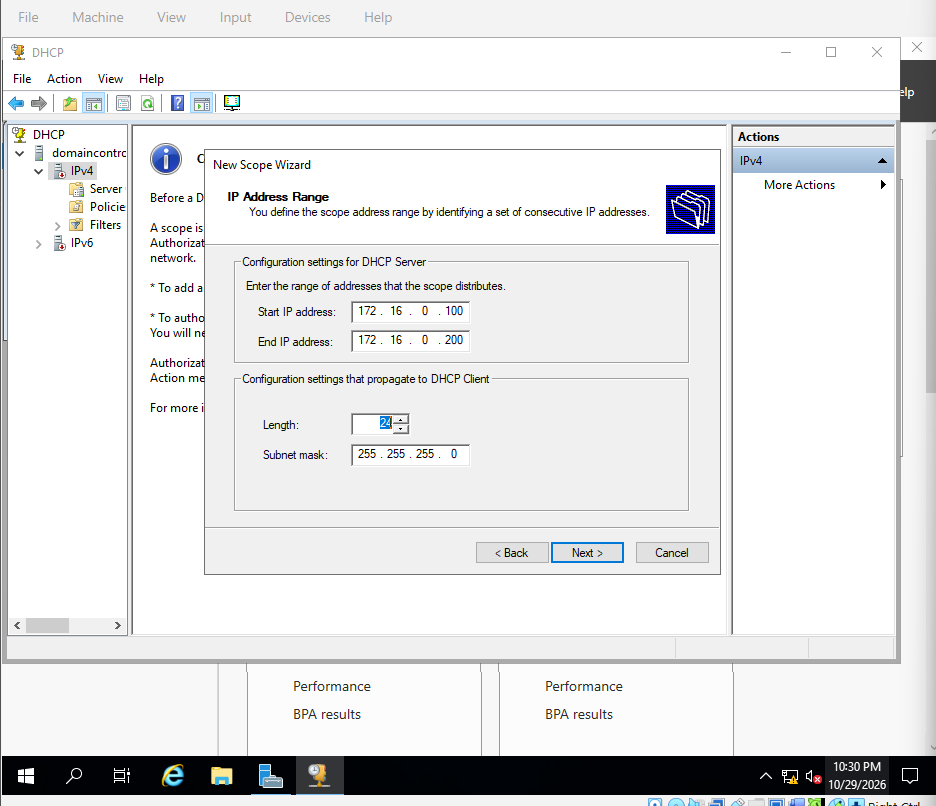 File Machine View Input Devices Help
DHCP
File Action View Help
elp
DHCP
domaincontro
IPv4
Server
Policie
Filters
IPv6
C
Before a D
A scope is
Authorizat
network.
* To add a
* To autho
You will ne
Authorizat
Action me
For more i
New Scope Wizard
IP Address Range
You define the scope address range by identifying a set of consecutive IP addresses.
Configuration settings for DHCP Server
Enter the range of addresses that the scope distributes.
Start IP address: 172 . 16 . 0 . 100
End IP address: 172 . 16 . 0 . 200
Configuration settings that propagate to DHCP Client
Length: 24
Subnet mask: 255 . 255 . 255 . 0
< Back Next > Cancel
Actions
IPv4
More Actions
Performance Performance
BPA results BPA results
10:30 PM
10/29/2026
Right Ctrl